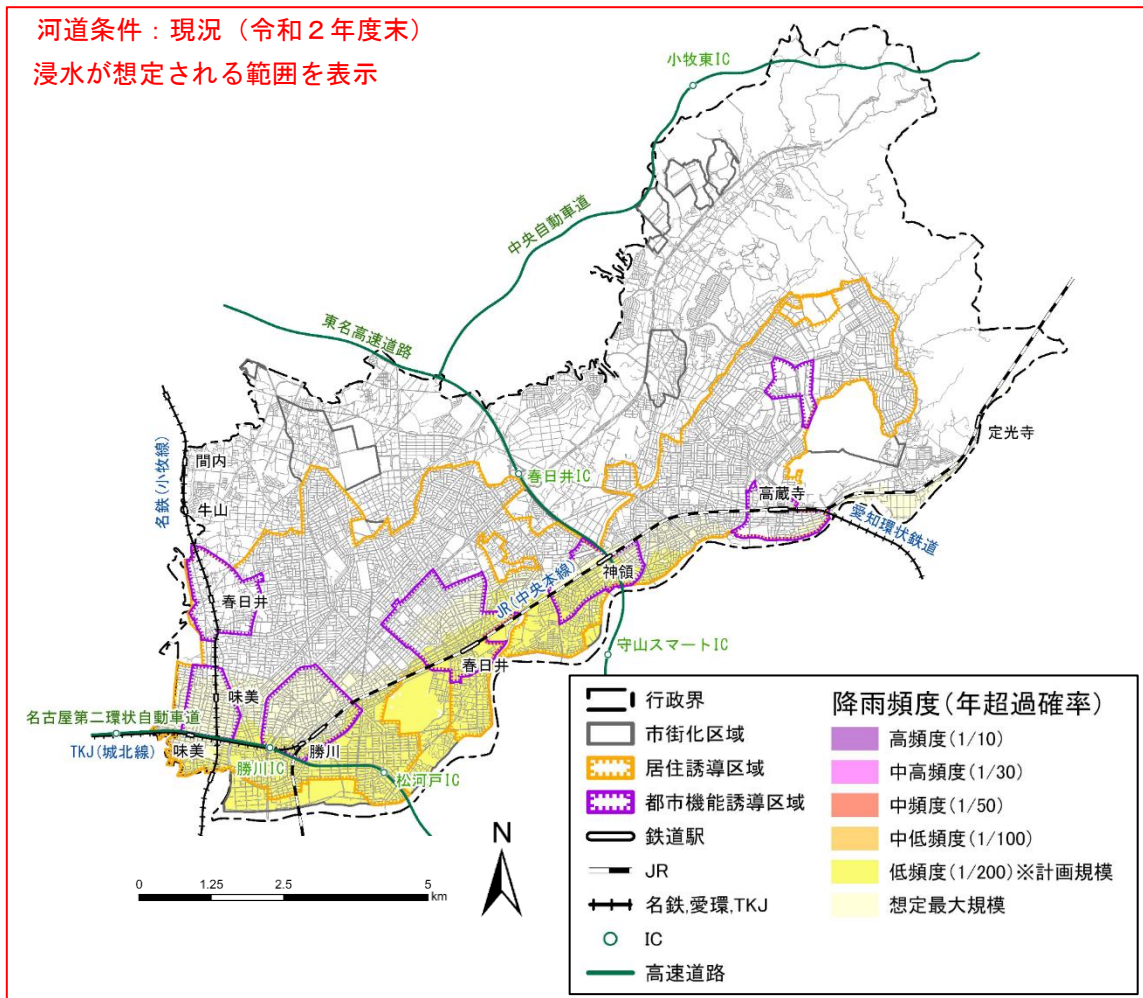 河道条件：現況（令和２年度末）
浸水が想定される範囲を表示
小牧東IC
中央自動車道
東名高速道路
定光寺
名鉄(小牧線)
間内
春日井IC
牛山
高蔵寺
愛知環状鉄道
神領
JR(中央本線)
春日井
守山スマートIC
春日井
味美
名古屋第二環状自動車道
TKJ(城北線)
味美
勝川
勝川IC
松河戸IC
N
0 1.25 2.5 5
km
行政界
市街化区域
居住誘導区域
都市機能誘導区域
鉄道駅
JR
名鉄,愛環,TKJ
IC
高速道路
降雨頻度(年超過確率)
高頻度(1/10)
中高頻度(1/30)
中頻度(1/50)
中低頻度(1/100)
低頻度(1/200)※計画規模
想定最大規模